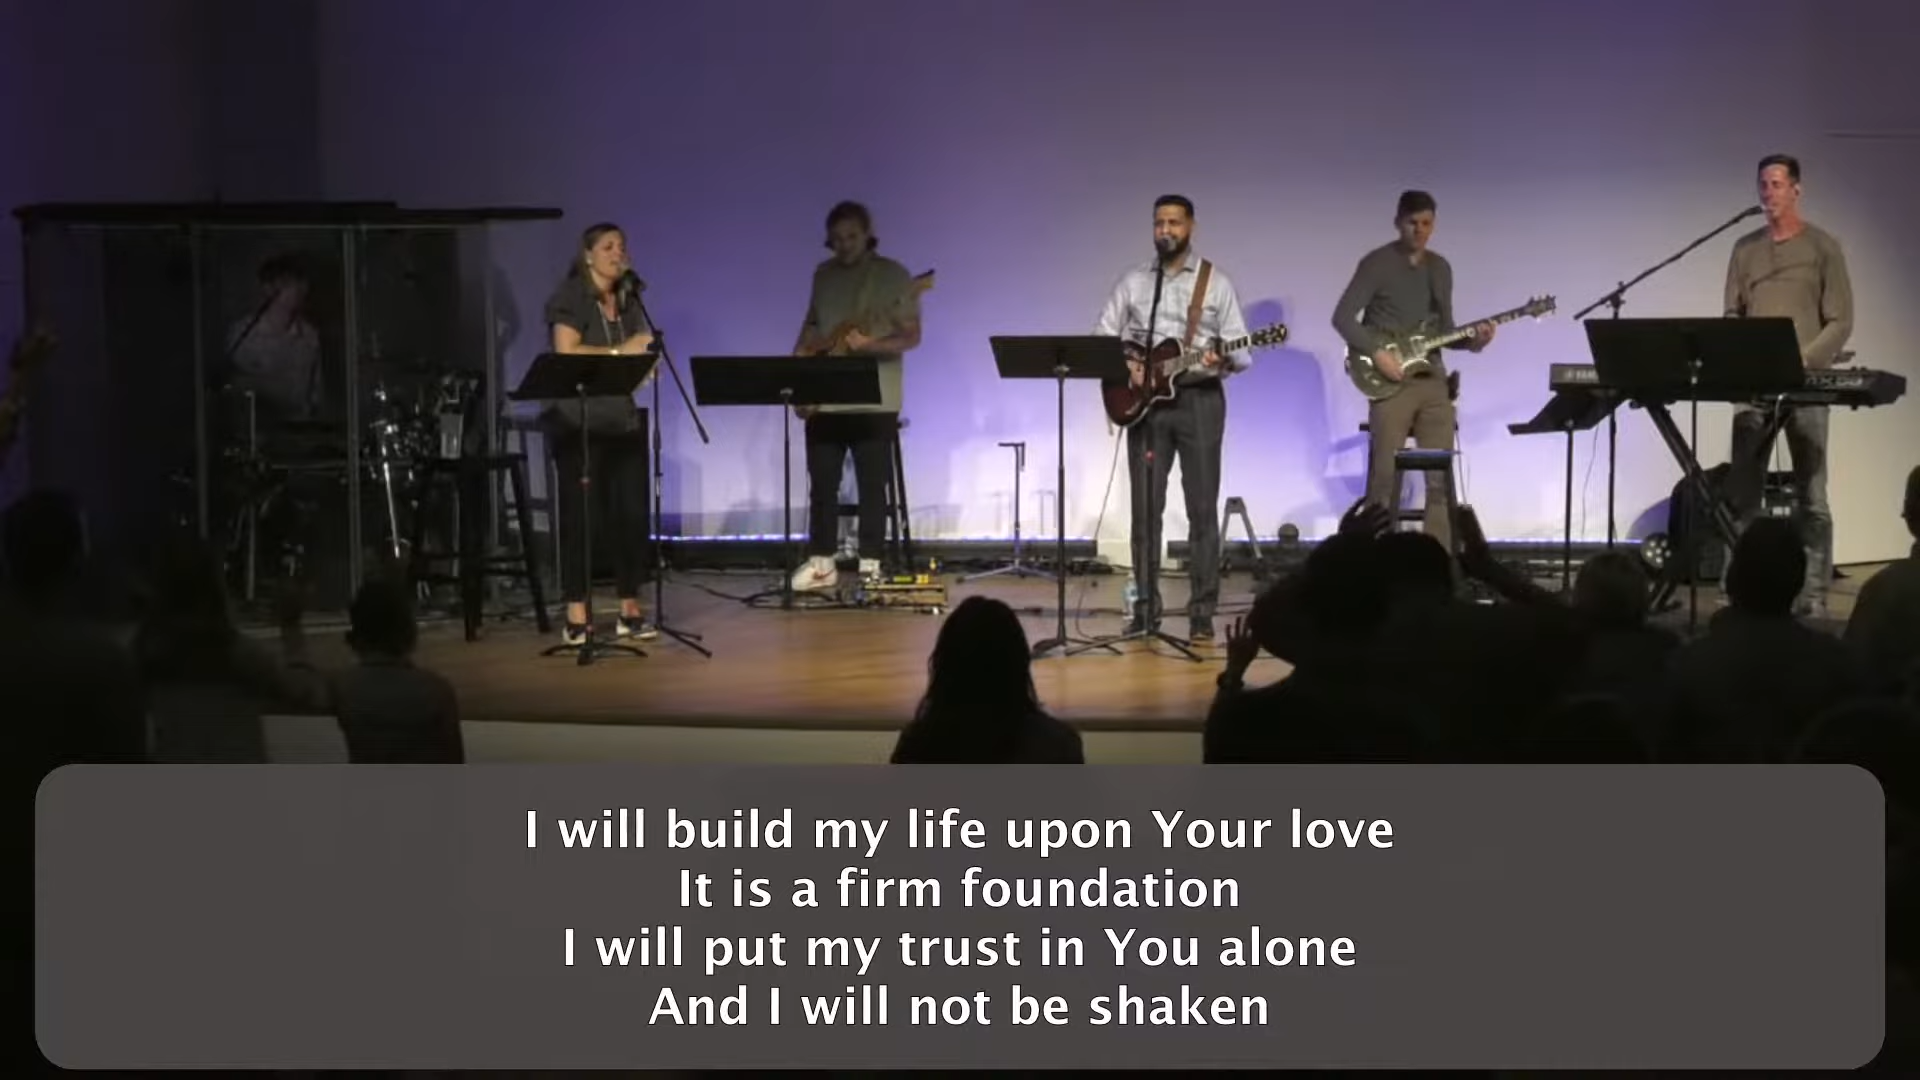 I will build my life upon Your love
It is a firm foundation
I will put my trust in You alone
And I will not be shaken